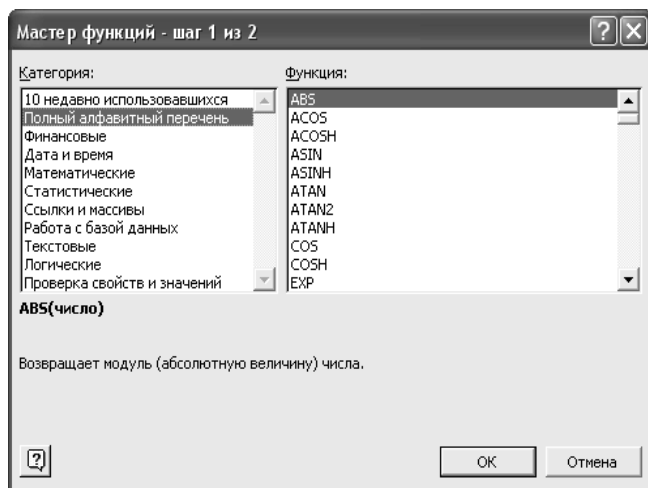 Мастер функций - шаг 1 из 2
Категория:
10 недавно использовавшихся
Полный алфавитный перечень
Финансовые
Дата и время
Математические
Статистические
Ссылки и массивы
Работа с базой данных
Текстовые
Логические
Проверка свойств и значений
Функция:
ABS
ACOS
ACOSH
ASIN
ASINH
ATAN
ATAN2
ATANH
COS
COSH
EXP
ABS(число)
Возвращает модуль (абсолютную величину) числа.
ОК
Отмена